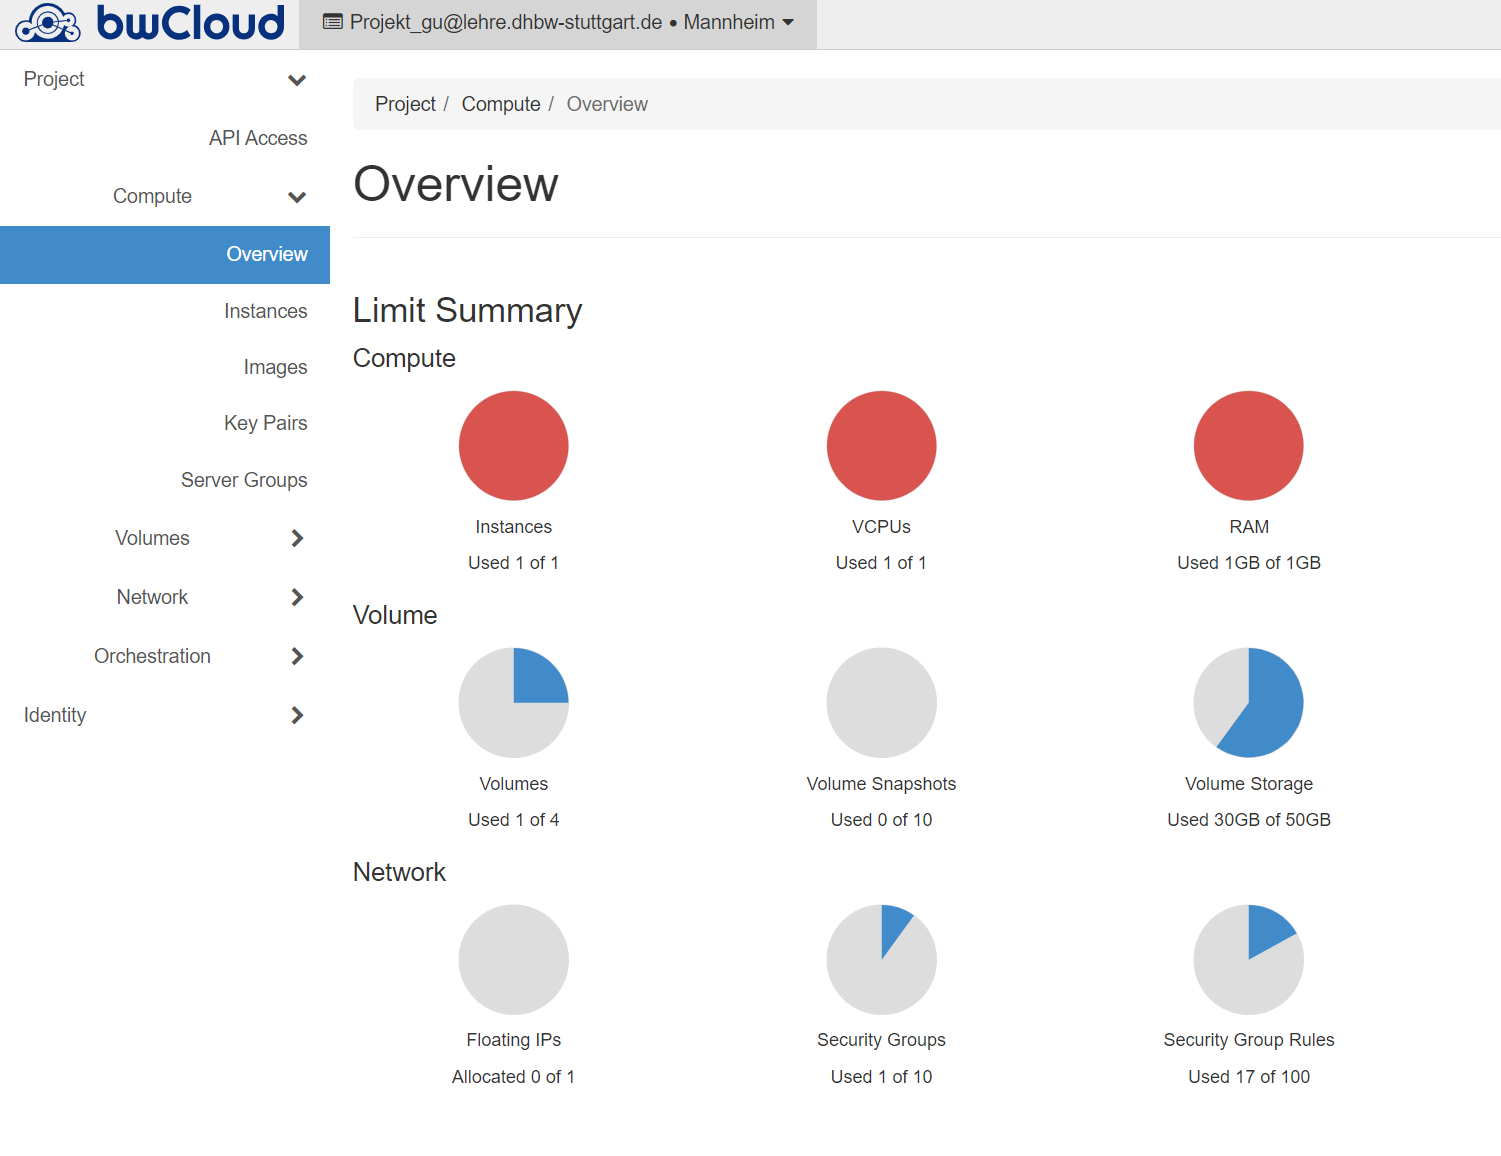 bwCloud
Projekt_gu@lehre.dhbw-stuttgart.de • Mannheim
Project
API Access
Compute
Overview
Instances
Images
Key Pairs
Server Groups
Volumes
Network
Orchestration
Identity
Project / Compute / Overview
Overview
Limit Summary
Compute
Instances
Used 1 of 1
VCPUs
Used 1 of 1
RAM
Used 1GB of 1GB
Volume
Volumes
Used 1 of 4
Volume Snapshots
Used 0 of 10
Volume Storage
Used 30GB of 50GB
Network
Floating IPs
Allocated 0 of 1
Security Groups
Used 1 of 10
Security Group Rules
Used 17 of 100